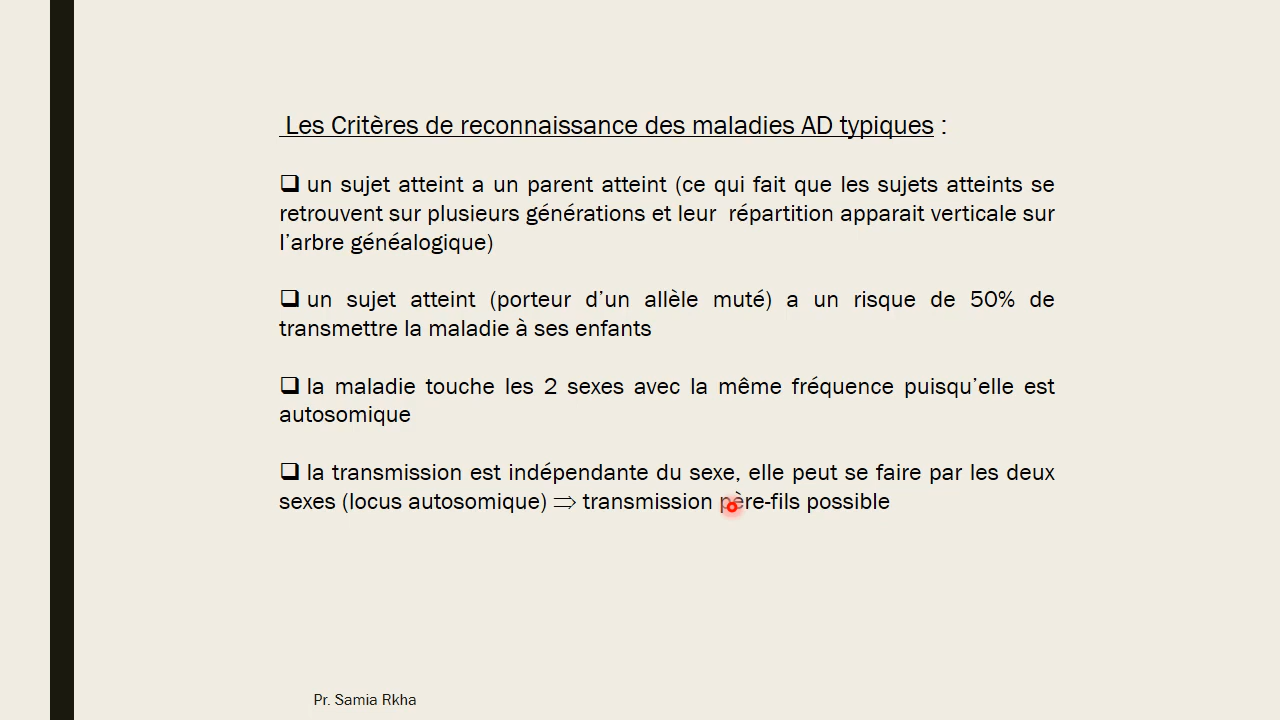 Les Critères de reconnaissance des maladies AD typiques :
❑ un sujet atteint a un parent atteint (ce qui fait que les sujets atteints se
retrouvent sur plusieurs générations et leur répartition apparait verticale sur
l’arbre généalogique)
❑ un sujet atteint (porteur d’un allèle muté) a un risque de 50% de
transmettre la maladie à ses enfants
❑ la maladie touche les 2 sexes avec la même fréquence puisqu’elle est
autosomique
❑ la transmission est indépendante du sexe, elle peut se faire par les deux
sexes (locus autosomique) ⇒ transmission père-fils possible
Pr. Samia Rkha